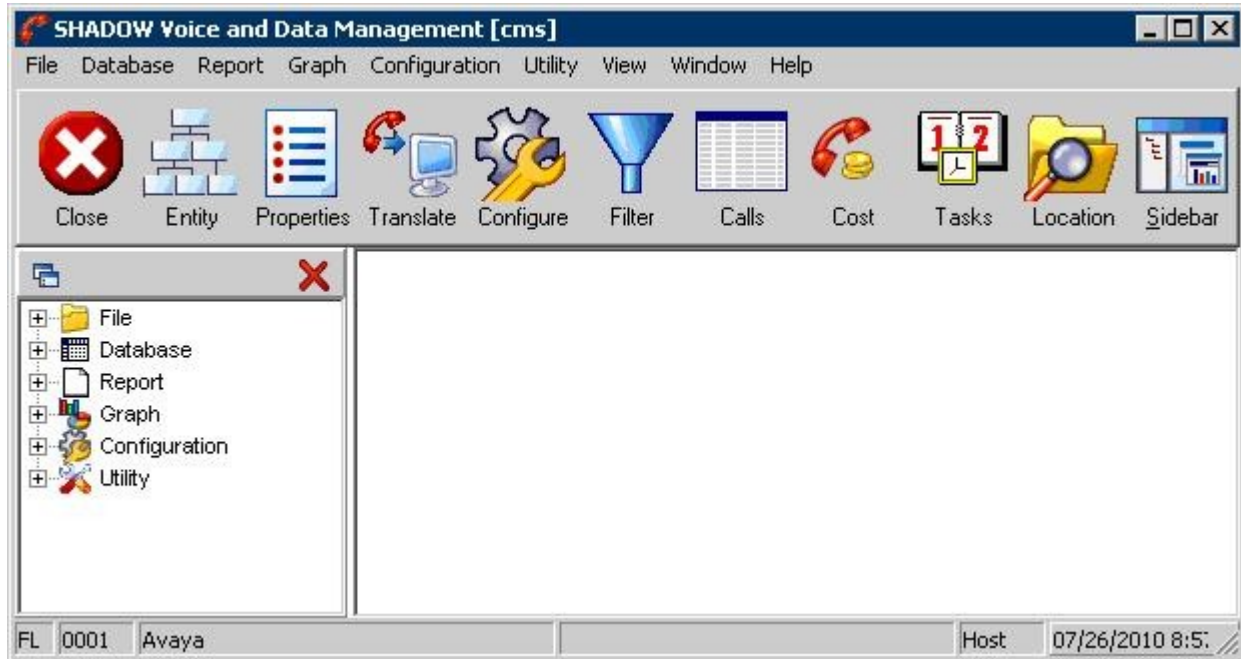 SHADOW Voice and Data Management [cms]
File Database Report Graph Configuration Utility View Window Help
1 2
Close Entity Properties Translate Configure Filter Calls Cost Tasks Location Sidebar
File
Database
Report
Graph
Configuration
Utility
FL 0001 Avaya Host 07/26/2010